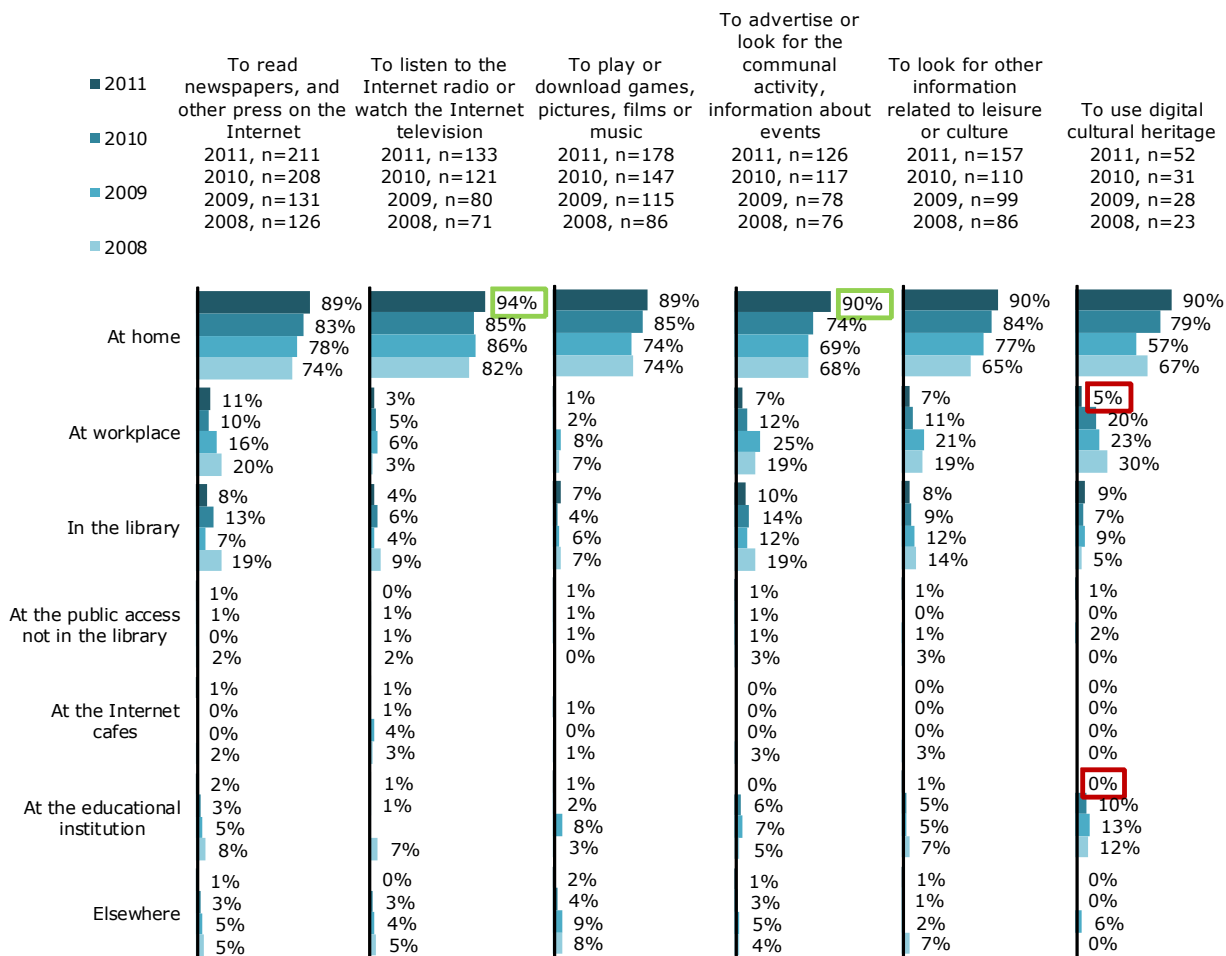 2011
2010
2009
2008
To read
newspapers, and
other press on the
Internet
2011, n=211
2010, n=208
2009, n=131
2008, n=126
To listen to the
Internet radio or
watch the Internet
television
2011, n=133
2010, n=121
2009, n=80
2008, n=71
To play or
download games,
pictures, films or
music
2011, n=178
2010, n=147
2009, n=115
2008, n=86
To advertise or
look for the
communal
activity,
information about
events
2011, n=126
2010, n=117
2009, n=78
2008, n=76
To look for other
information
related to leisure
or culture
2011, n=157
2010, n=110
2009, n=99
2008, n=86
To use digital
cultural heritage
2011, n=52
2010, n=31
2009, n=28
2008, n=23
At home
89% 94% 89% 90% 90% 90%
83% 85% 85% 74% 84% 79%
78% 86% 74% 69% 77% 57%
74% 82% 74% 68% 65% 67%
At workplace
11% 3% 1% 7% 7% 5%
10% 5% 2% 12% 11% 20%
16% 6% 8% 25% 21% 23%
20% 3% 7% 19% 19% 30%
In the library
8% 4% 7% 10% 8% 9%
13% 6% 4% 14% 9% 7%
7% 4% 6% 12% 12% 9%
19% 9% 7% 19% 14% 5%
At the public access
not in the library
1% 0% 1% 1% 1% 1%
1% 1% 1% 1% 0% 0%
0% 1% 1% 1% 1% 2%
2% 2% 0% 3% 3% 0%
At the Internet
cafes
1% 1% 0% 0% 0%
0% 1% 1% 0% 0% 0%
0% 4% 0% 0% 0% 0%
2% 3% 1% 3% 3% 0%
At the educational
institution
2% 1% 1% 0% 1% 0%
3% 1% 2% 6% 5% 10%
5% 8% 7% 5% 13%
8% 7% 3% 5% 7% 12%
Elsewhere
1% 0% 2% 1% 1% 0%
3% 3% 4% 3% 1% 0%
5% 4% 9% 5% 2% 6%
5% 5% 8% 4% 7% 0%